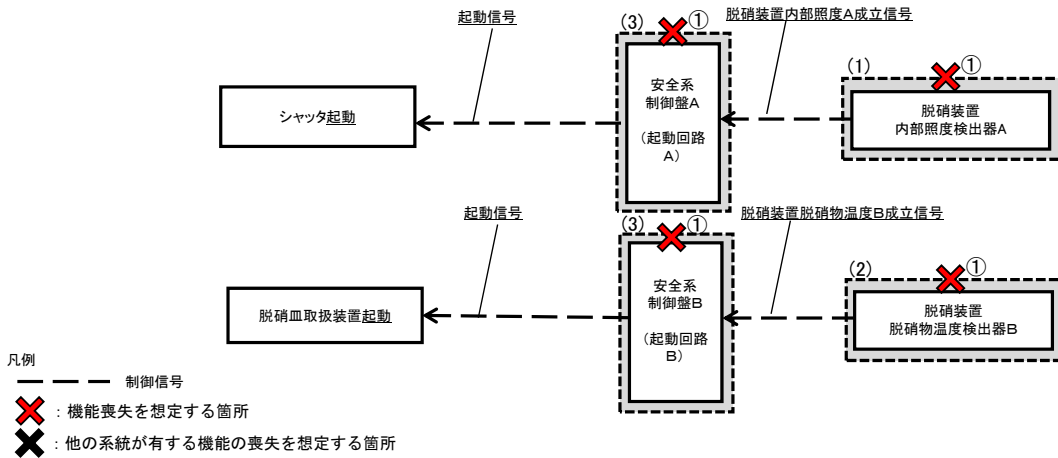 起動信号
(3)
①
脱硝装置内部照度A成立信号
(1)
①
シャッタ起動
安全系
制御盤A
(起動回路
A)
脱硝装置
内部照度検出器A
起動信号
(3)
①
脱硝装置脱硝物温度B成立信号
(2)
①
脱硝皿取扱装置起動
安全系
制御盤B
(起動回路
B)
脱硝装置
脱硝物温度検出器B
凡例
制御信号
:機能喪失を想定する箇所
:他の系統が有する機能の喪失を想定する箇所